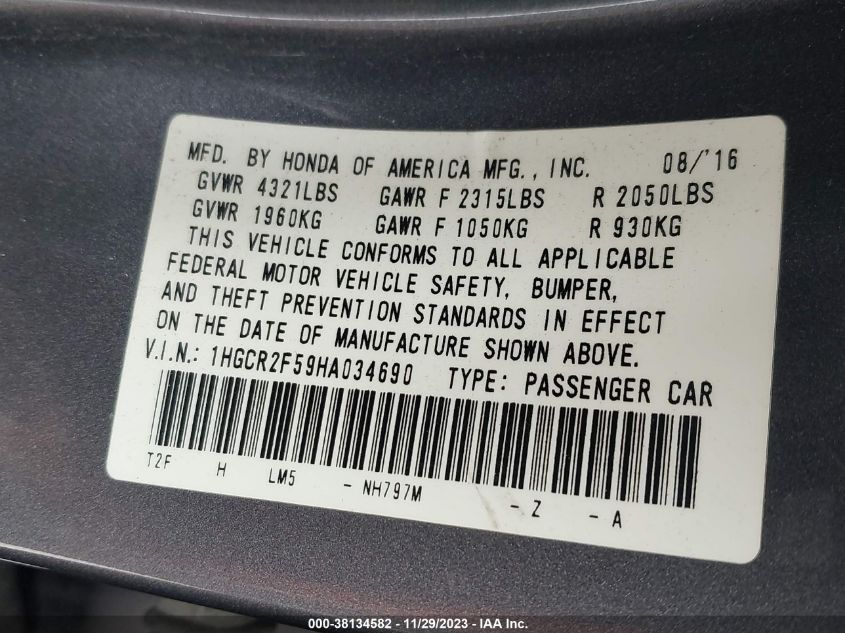 MFD. BY HONDA OF AMERICA MFG., INC. 08/'16
GVWR 4321LBS GAWR F 2315LBS R 2050LBS
GVWR 1960KG GAWR F 1050KG R 930KG
THIS VEHICLE CONFORMS TO ALL APPLICABLE
FEDERAL MOTOR VEHICLE SAFETY, BUMPER,
AND THEFT PREVENTION STANDARDS IN EFFECT
ON THE DATE OF MANUFACTURE SHOWN ABOVE.
V.I.N.: 1HGCR2F59HA034690 TYPE: PASSENGER CAR
T2F H LM5 - NH797M - Z - A
000-38134582 — 11/29/2023 — IAA Inc.